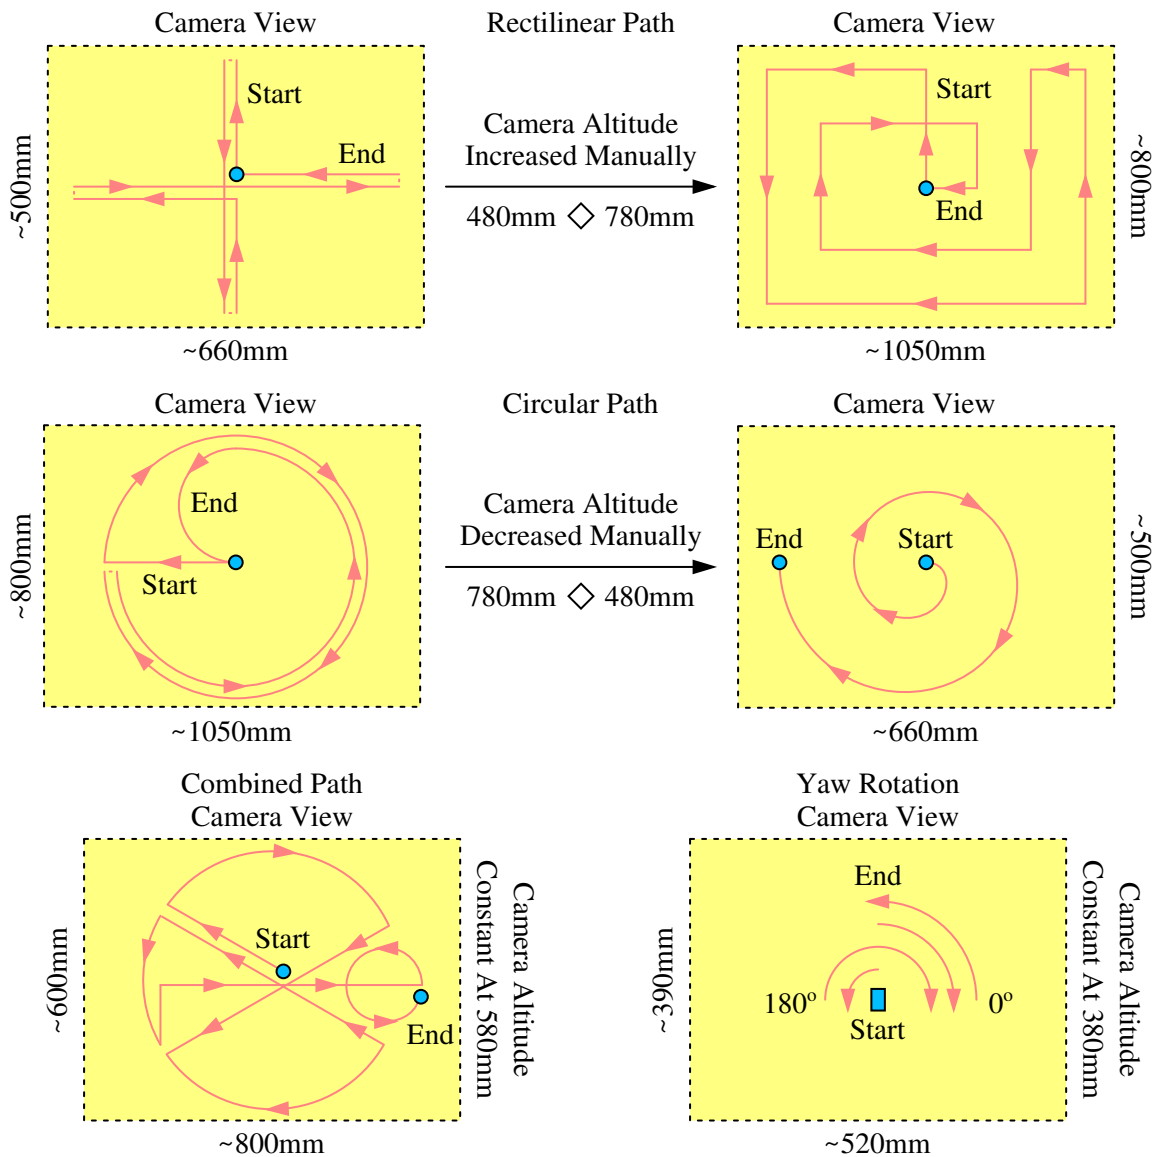 Camera View
Rectilinear Path
Camera View
Start
End
~500mm
~660mm
Camera Altitude
Increased Manually
480mm ◇ 780mm
Start
End
~800mm
~1050mm
Camera View
Circular Path
Camera View
End
Start
~800mm
~1050mm
Camera Altitude
Decreased Manually
780mm ◇ 480mm
End
Start
~500mm
~660mm
Combined Path
Camera View
Start
End
~600mm
~800mm
Camera Altitude
Constant At 580mm
Yaw Rotation
Camera View
End
180º
0º
Start
~390mm
~520mm
Camera Altitude
Constant At 380mm